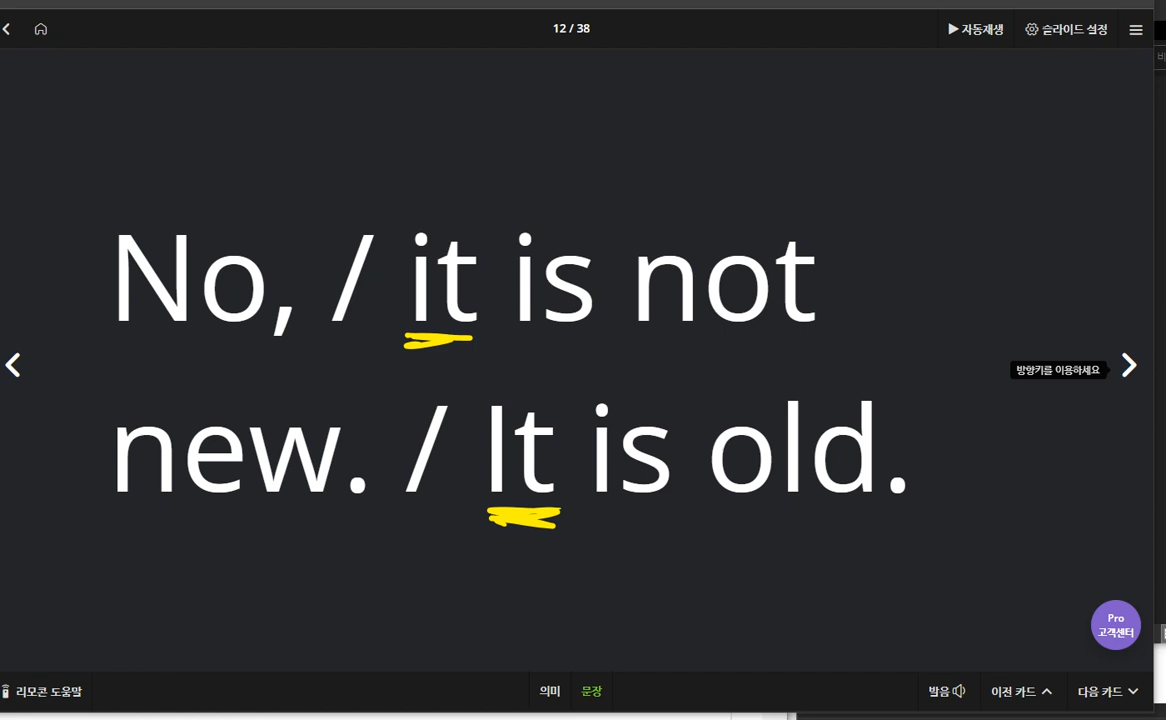 12 / 38
▶ 자동재생
슬라이드 설정
비
No, / it is not
방향키를 이용하세요
new. / It is old.
Pro
고객센터
리모콘 도움말
의미
문장
발음
이전 카드
다음 카드